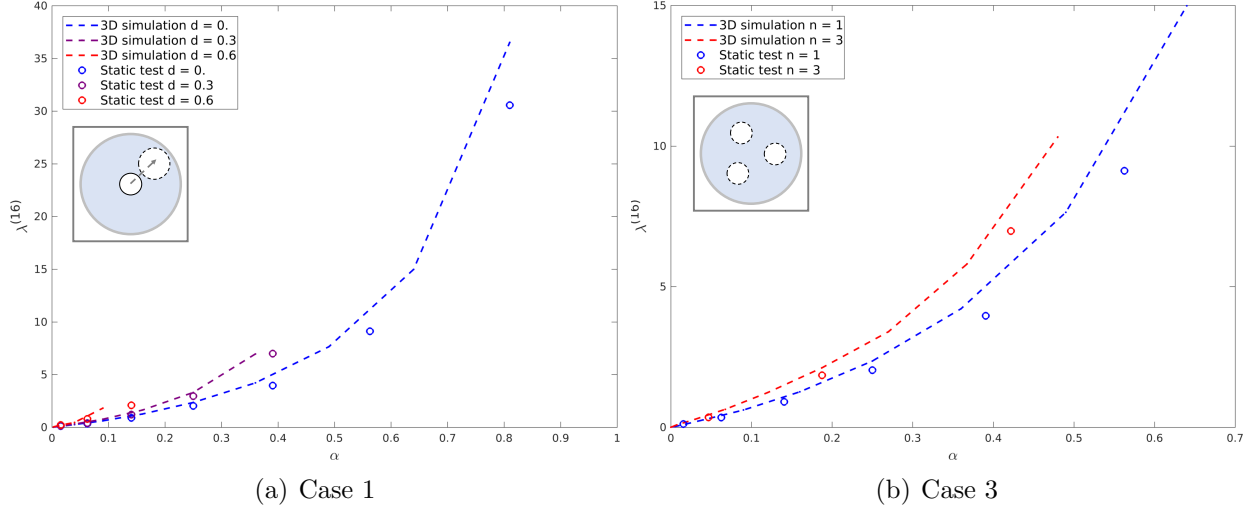 40
35
30
25
20
15
10
5
0
λ(16)
3D simulation d = 0.
3D simulation d = 0.3
3D simulation d = 0.6
Static test d = 0.
Static test d = 0.3
Static test d = 0.6
0 0.1 0.2 0.3 0.4 0.5 0.6 0.7 0.8 0.9 1
α
(a) Case 1
15
10
5
0
λ(16)
3D simulation n = 1
3D simulation n = 3
Static test n = 1
Static test n = 3
0 0.1 0.2 0.3 0.4 0.5 0.6 0.7
α
(b) Case 3